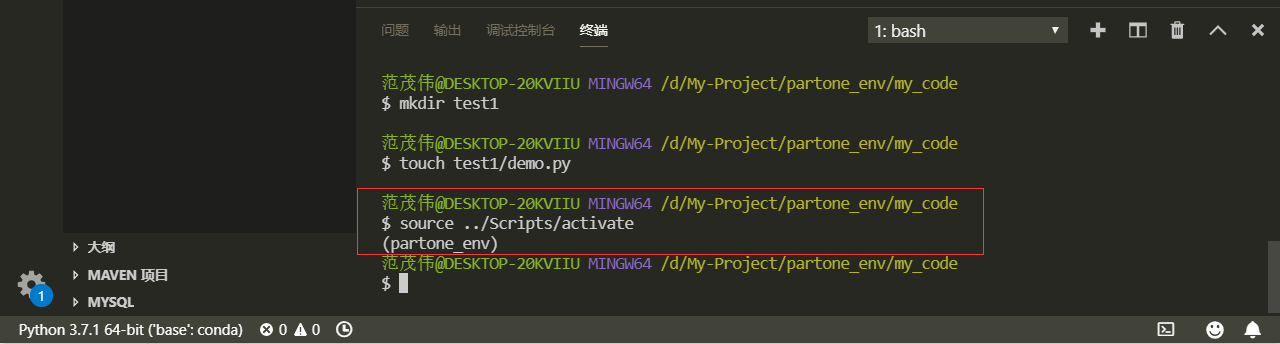 问题 输出 调试控制台 终端 1: bash
范茂伟@DESKTOP-20KVIIU MINGW64 /d/My-Project/partone_env/my_code
$ mkdir test1
范茂伟@DESKTOP-20KVIIU MINGW64 /d/My-Project/partone_env/my_code
$ touch test1/demo.py
范茂伟@DESKTOP-20KVIIU MINGW64 /d/My-Project/partone_env/my_code
$ source ../Scripts/activate
(partone_env)
范茂伟@DESKTOP-20KVIIU MINGW64 /d/My-Project/partone_env/my_code
$
大纲
MAVEN 项目
MYSQL
1
Python 3.7.1 64-bit ('base': conda) 0 0